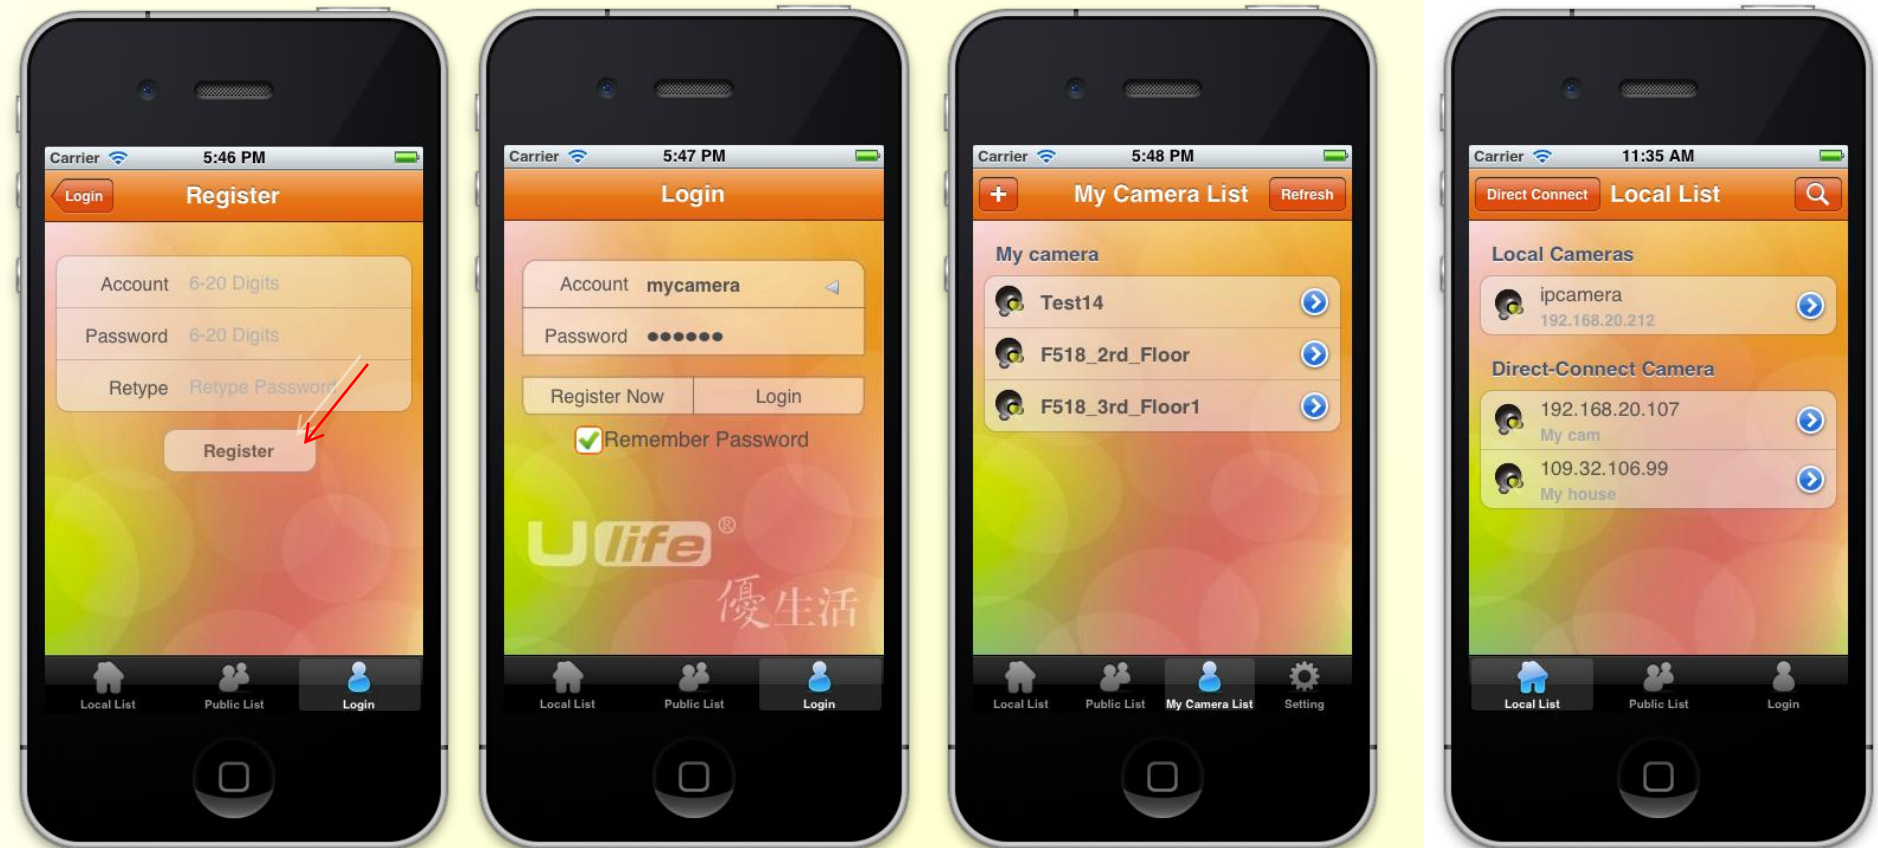 Carrier 5:46 PM
Login Register
Account 6-20 Digits
Password 6-20 Digits
Retype Retype Password
Register
Local List Public List Login
Carrier 5:47 PM
Login
Account mycamera
Password ●●●●●●
Register Now Login
Remember Password
Ulife®
優生活
Local List Public List Login
Carrier 5:48 PM
+ My Camera List Refresh
My camera
Test14
F518_2rd_Floor
F518_3rd_Floor1
Local List Public List My Camera List Setting
Carrier 11:35 AM
Direct Connect Local List
Local Cameras
ipcamera
192.168.20.212
Direct-Connect Camera
192.168.20.107
My cam
109.32.106.99
My house
Local List Public List Login